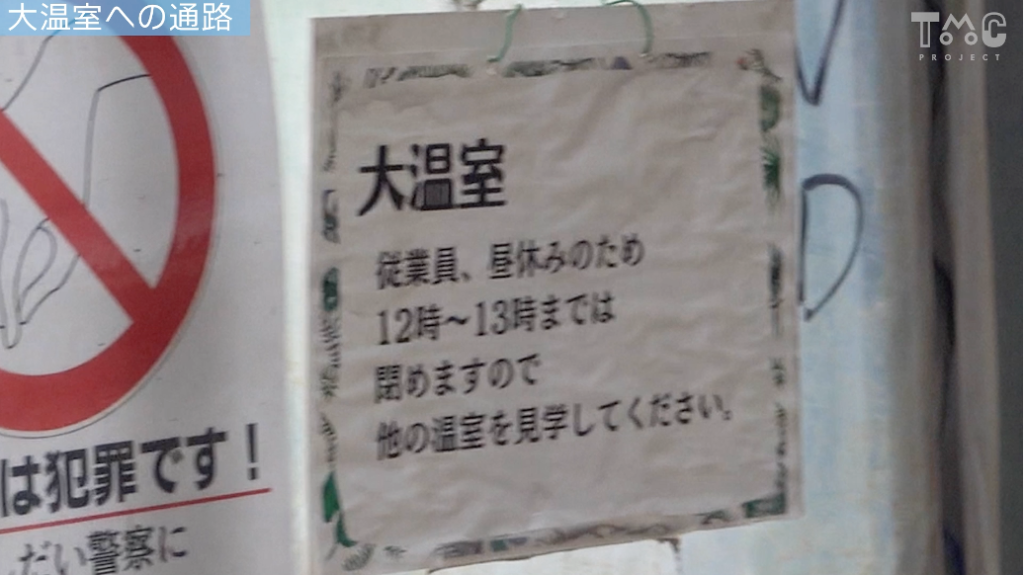 大温室への通路
TMC
PROJECT
大温室
従業員、昼休みのため
12時～13時までは
閉めますので
他の温室を見学してください。
は犯罪です！
だい警察に
D